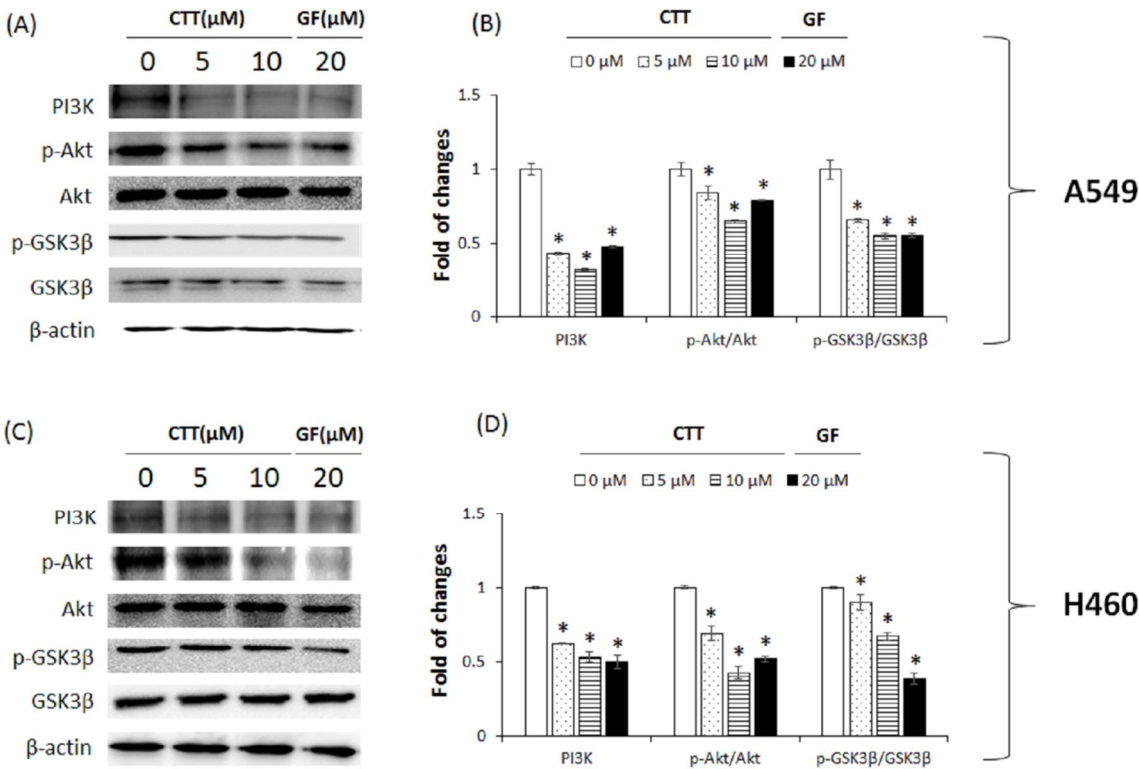 (A)
CTT(μM) GF(μM)
0 5 10 20
PI3K
p-Akt
Akt
p-GSK3β
GSK3β
β-actin
(B)
CTT GF
0 μM 5 μM 10 μM 20 μM
Fold of changes
1.5
1
0.5
0
* * * * * * * * *
PI3K p-Akt/Akt p-GSK3β/GSK3β
A549
(C)
CTT(μM) GF(μM)
0 5 10 20
PI3K
p-Akt
Akt
p-GSK3β
GSK3β
β-actin
(D)
CTT GF
0 μM 5 μM 10 μM 20 μM
Fold of changes
1.5
1
0.5
0
* * * * * * * * *
PI3K p-Akt/Akt p-GSK3β/GSK3β
H460